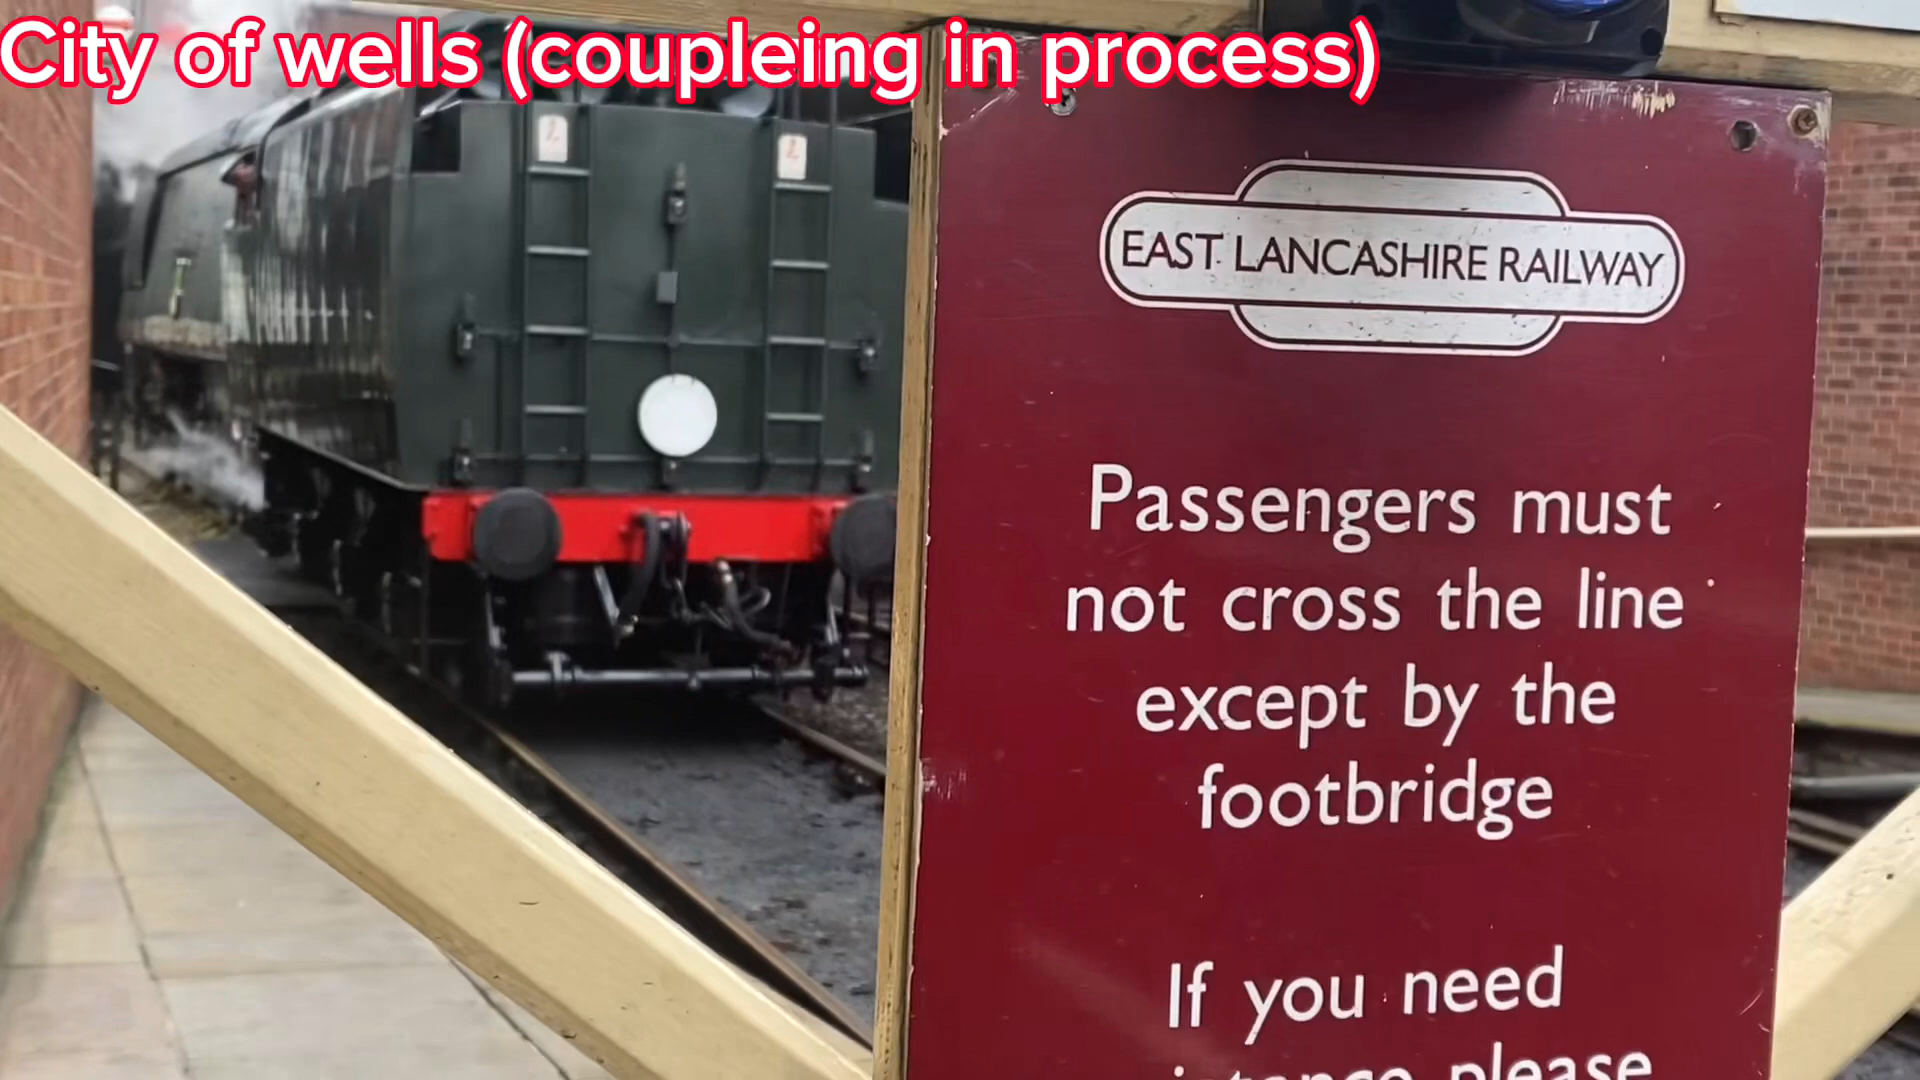 City of wells (coupleing in process)
EAST LANCASHIRE RAILWAY
Passengers must
not cross the line
except by the
footbridge
If you need
please